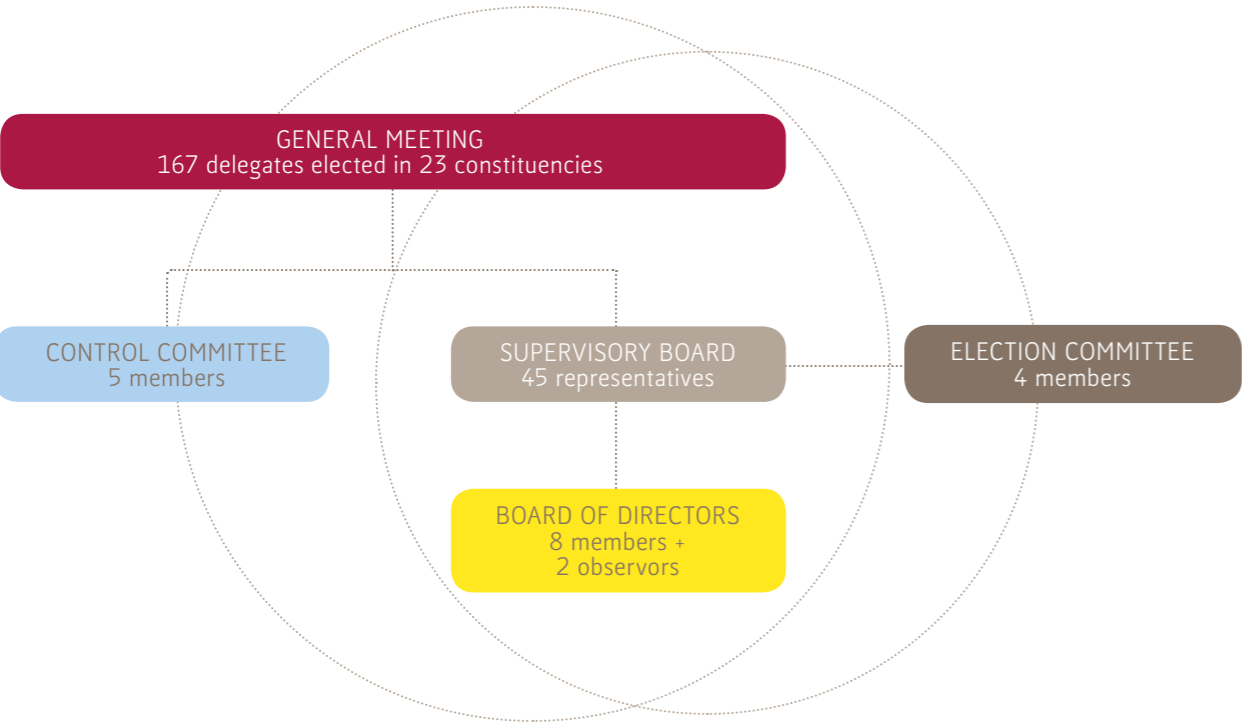 GENERAL MEETING
167 delegates elected in 23 constituencies
CONTROL COMMITTEE
5 members
SUPERVISORY BOARD
45 representatives
ELECTION COMMITTEE
4 members
BOARD OF DIRECTORS
8 members +
2 observors